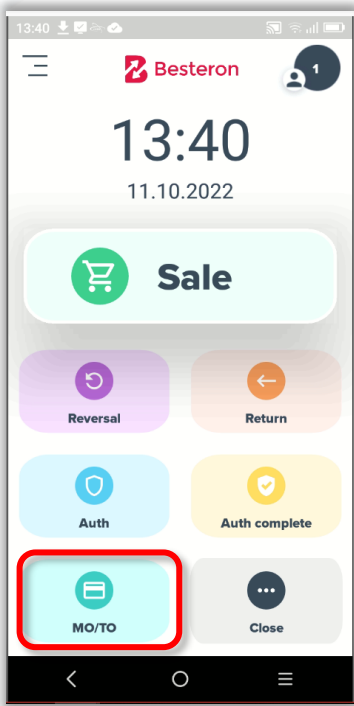 13:40
Besteron
1
13:40
11.10.2022
Sale
Reversal
Return
Auth
Auth complete
MO/TO
Close